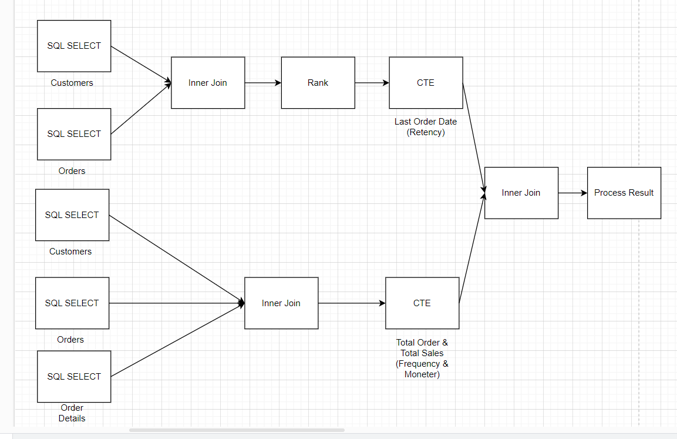 SQL SELECT
Customers
Inner Join
Rank
CTE
Last Order Date
(Retency)
SQL SELECT
Orders
Inner Join
Process Result
SQL SELECT
Customers
SQL SELECT
Orders
Inner Join
CTE
Total Order &
Total Sales
(Frequency &
Moneter)
SQL SELECT
Order
Details